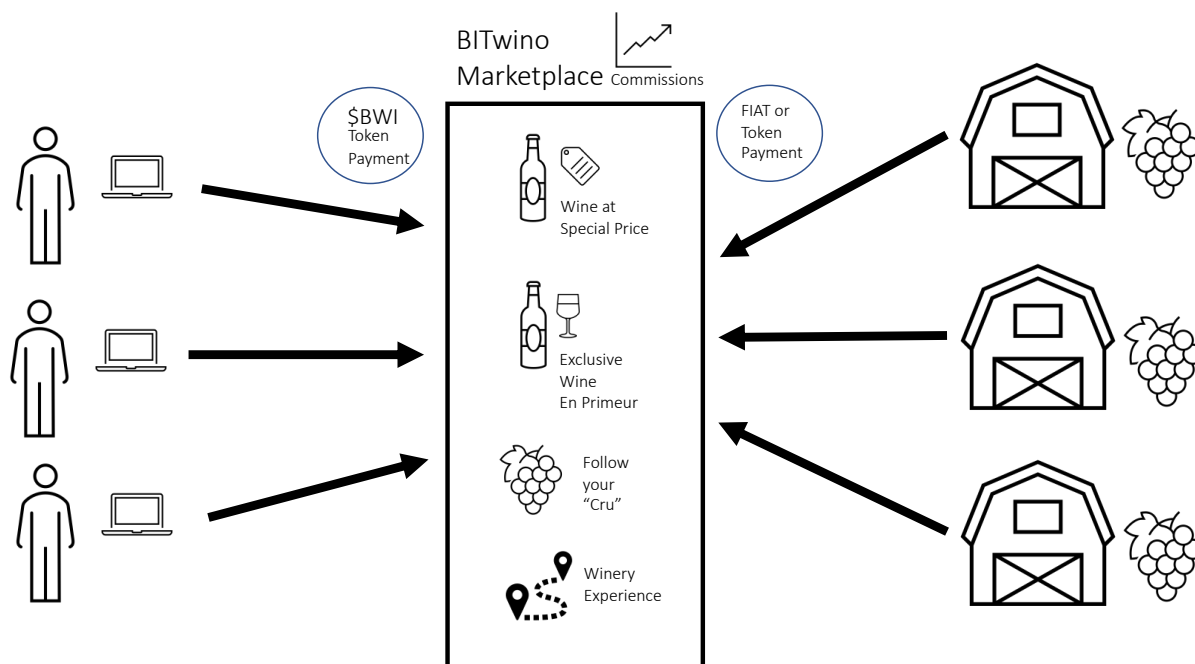 BITwino
Marketplace
Commissions
$BWI
Token
Payment
FIAT or
Token
Payment
Wine at
Special Price
Exclusive
Wine
En Primeur
Follow
your
“Cru”
Winery
Experience